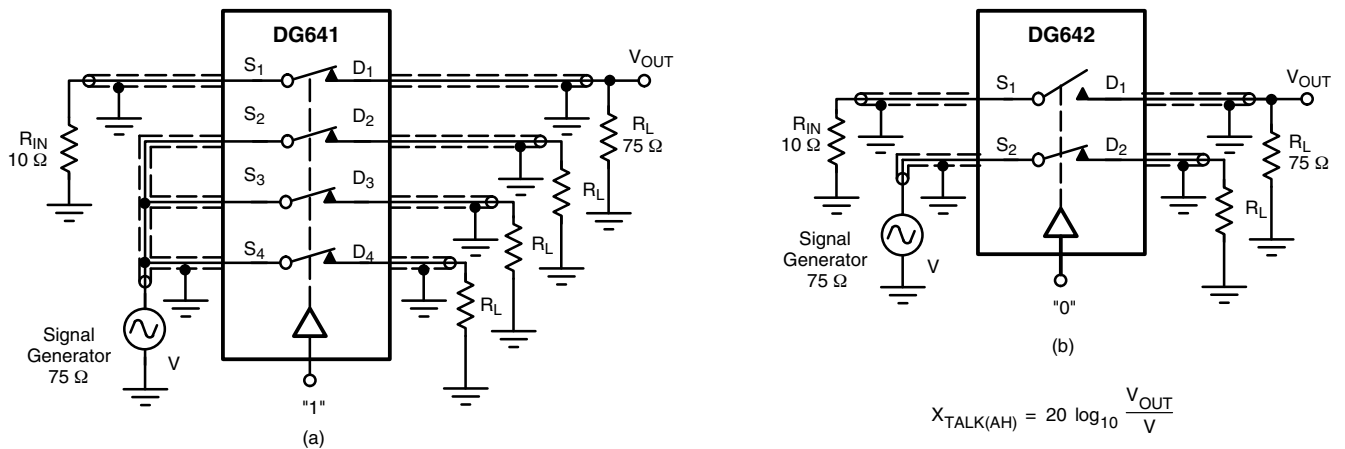 DG641
S1 D1
VOUT
S2 D2
RIN
10 Ω
RL
75 Ω
S3 D3
RL
S4 D4
RL
RL
Signal
Generator
75 Ω
V
"1"
(a)
DG642
S1 D1
VOUT
RIN
10 Ω
RL
75 Ω
S2 D2
RL
Signal
Generator
75 Ω
V
"0"
(b)
XTALK(AH) = 20 log10 VOUT/V